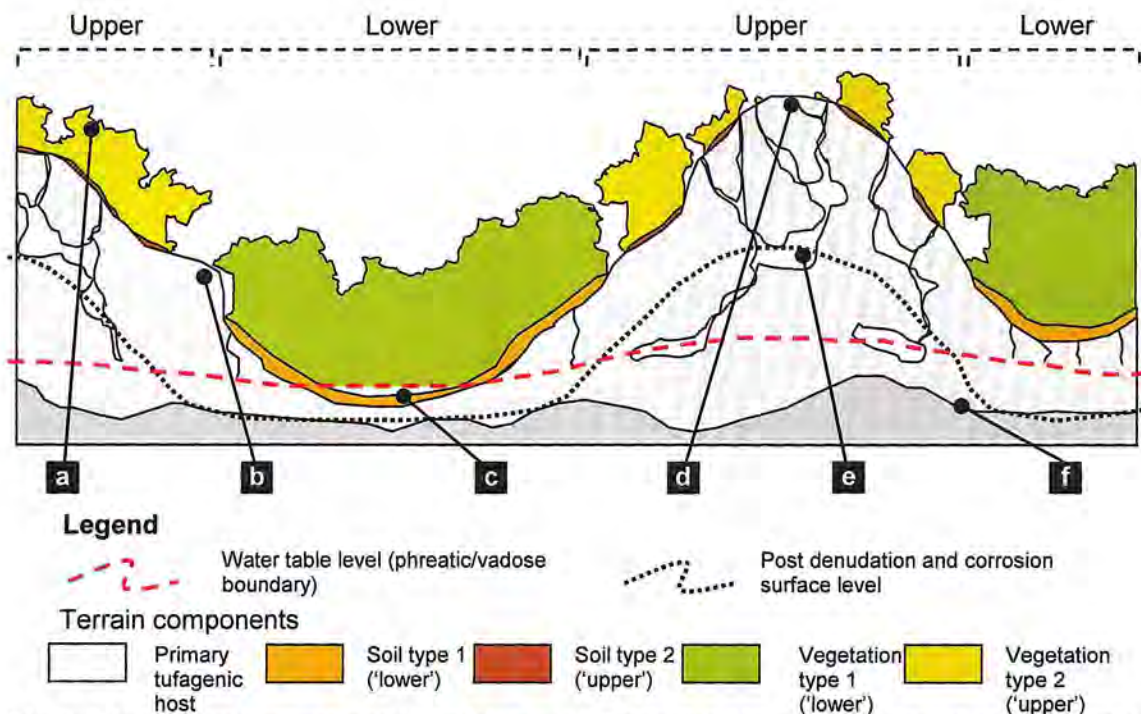 Upper Lower Upper Lower
a b c d e f
Legend
Water table level (phreatic/vadose
boundary)
Post denudation and corrosion
surface level
Terrain components
Primary
tufagenic
host
Soil type 1
('lower')
Soil type 2
('upper')
Vegetation
type 1
('lower')
Vegetation
type 2
('upper')